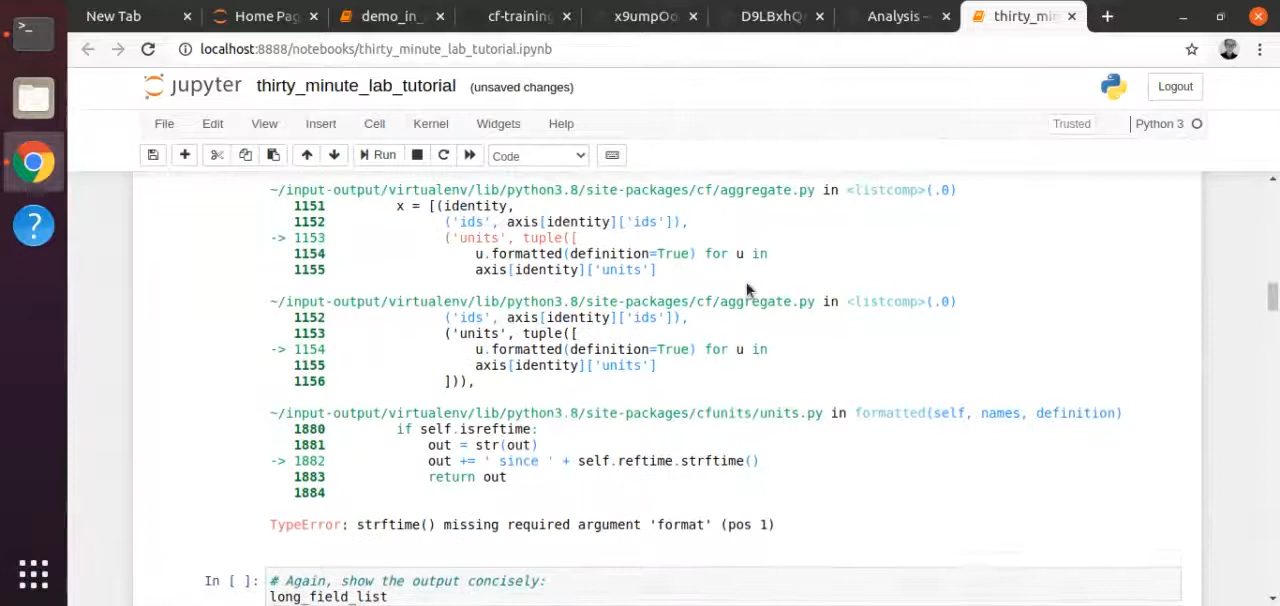 New Tab
Home Pag
demo_in_
cf-training
x9umpOo
D9LBxhQ
Analysis -
thirty_min
localhost:8888/notebooks/thirty_minute_lab_tutorial.ipynb
jupyter thirty_minute_lab_tutorial (unsaved changes)
Logout
File Edit View Insert Cell Kernel Widgets Help
Trusted
Python 3
Run
Code
~/input-output/virtualenv/lib/python3.8/site-packages/cf/aggregate.py in <listcomp>(.0)
1151 x = [(identity,
1152 ('ids', axis[identity]['ids']),
-> 1153 ('units', tuple([
1154 u.formatted(definition=True) for u in
1155 axis[identity]['units']
~/input-output/virtualenv/lib/python3.8/site-packages/cf/aggregate.py in <listcomp>(.0)
1152 ('ids', axis[identity]['ids']),
1153 ('units', tuple([
-> 1154 u.formatted(definition=True) for u in
1155 axis[identity]['units']
1156 ])),
~/input-output/virtualenv/lib/python3.8/site-packages/cfunits/units.py in formatted(self, names, definition)
1880 if self.isreftime:
1881 out = str(out)
-> 1882 out += ' since ' + self.reftime.strftime()
1883 return out
1884
TypeError: strftime() missing required argument 'format' (pos 1)
In [ ]: # Again, show the output concisely:
long_field_list